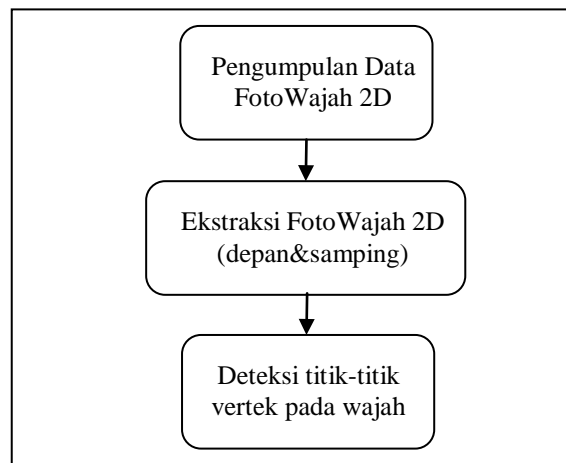 Pengumpulan Data
FotoWajah 2D
Ekstraksi FotoWajah 2D
(depan&samping)
Deteksi titik-titik
vertek pada wajah